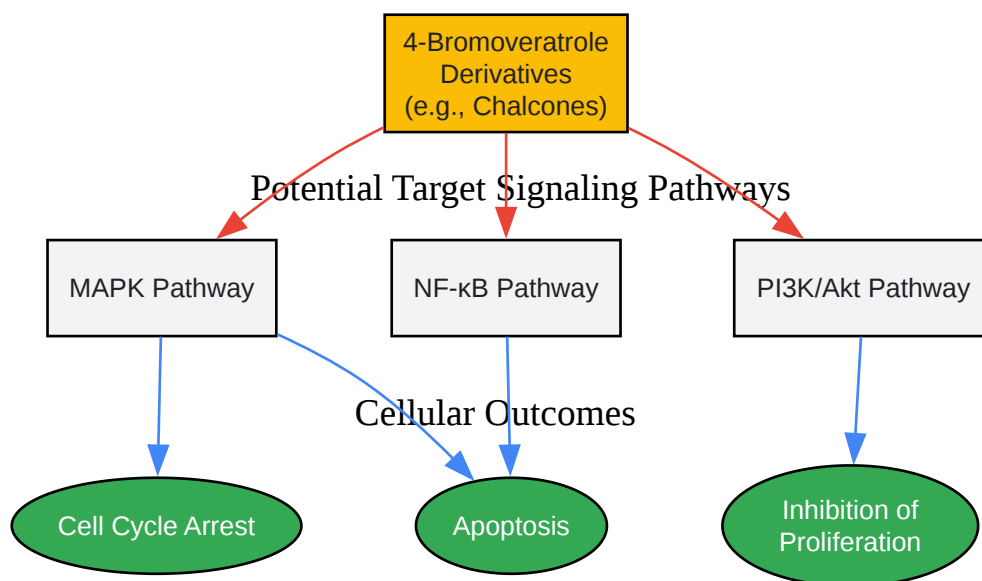 4-Bromoveratrole
Derivatives
(e.g., Chalcones)
Potential Target Signaling Pathways
MAPK Pathway
NF-κB Pathway
PI3K/Akt Pathway
Cellular Outcomes
Cell Cycle Arrest
Apoptosis
Inhibition of
Proliferation